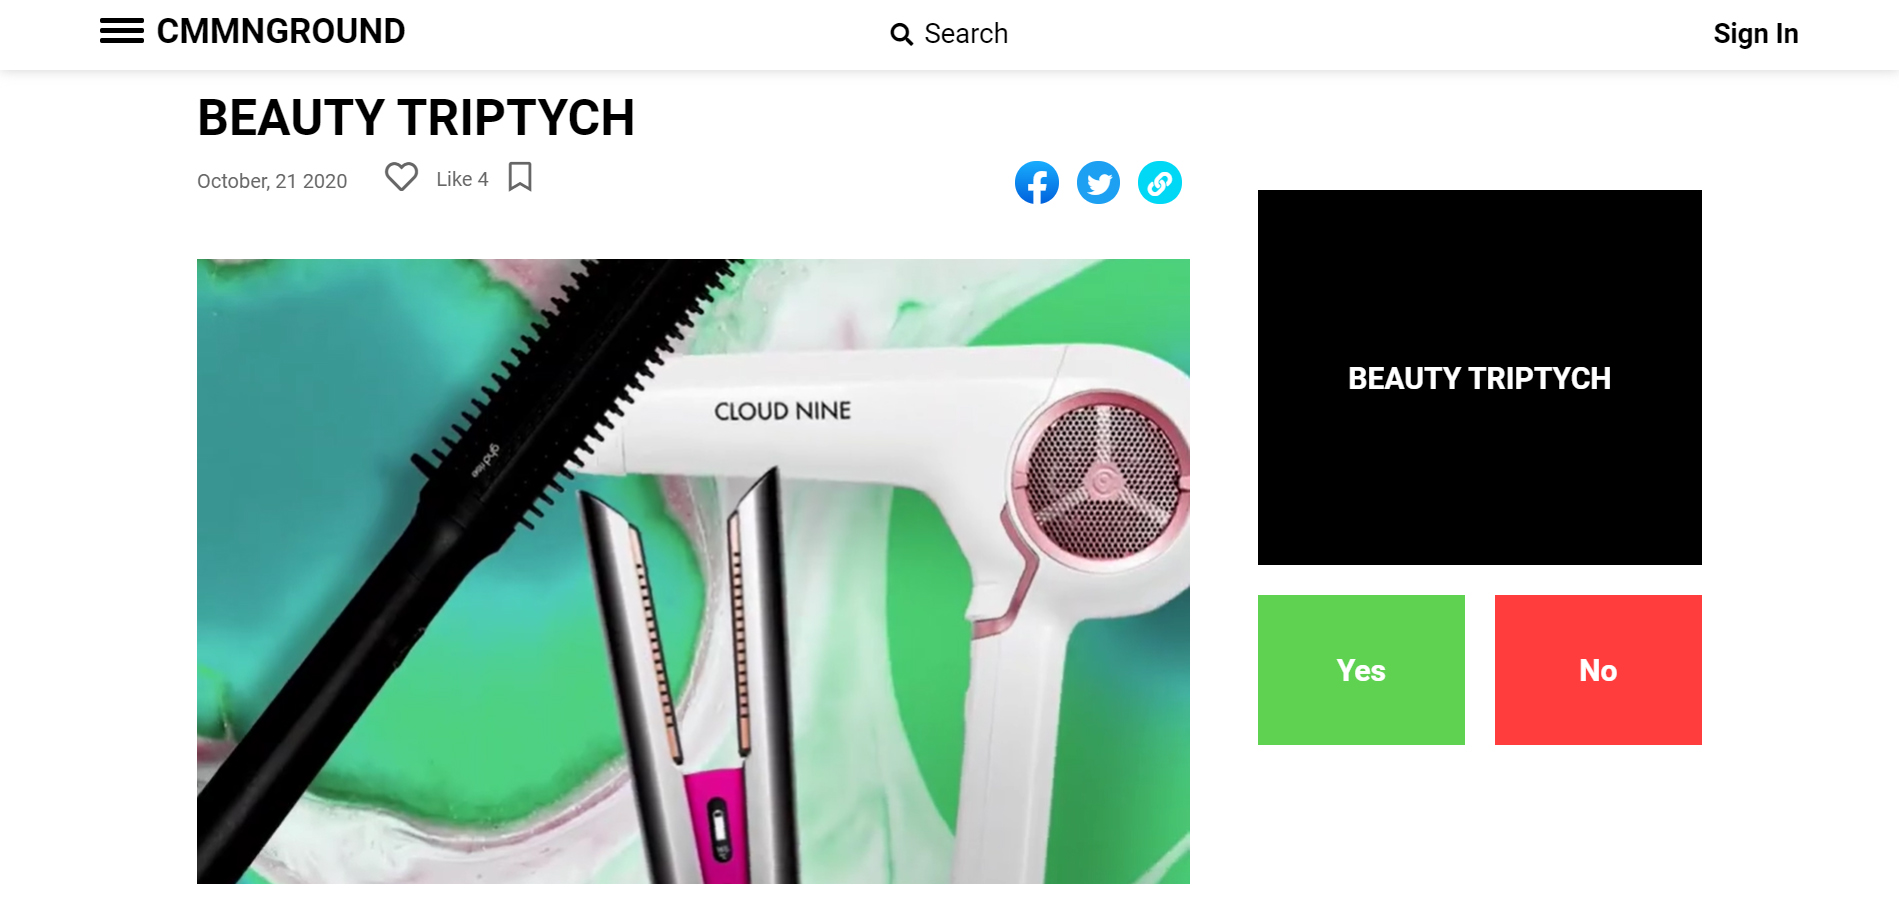 CMMNGROUND
Search
Sign In
BEAUTY TRIPTYCH
October, 21 2020
Like 4
CLOUD NINE
ghd rise
BEAUTY TRIPTYCH
Yes
No